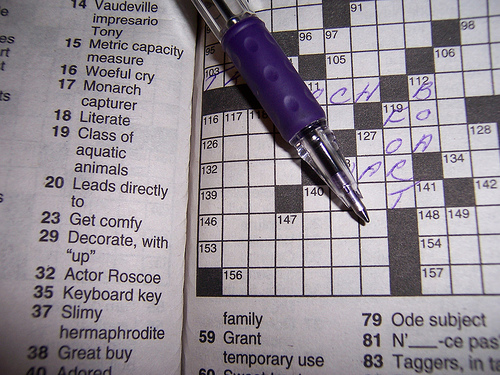 14 Vaudeville
impresario
Tony
15 Metric capacity
measure
16 Woeful cry
17 Monarch
capturer
18 Literate
19 Class of
aquatic
animals
20 Leads directly
to
23 Get comfy
29 Decorate, with
"up"
32 Actor Roscoe
35 Keyboard key
37 Slimy
hermaphrodite
38 Great buy
40 Adored
91
98
96 97
95
105
106
103
112
C H B
119
116 117
O
127
128
126
A
134
132
A R C
139
140
141
142
T
146
147
148 149
153
154
156
157
family
59 Grant
temporary use
79 Ode subject
81 N'___-ce pas
83 Taggers, in